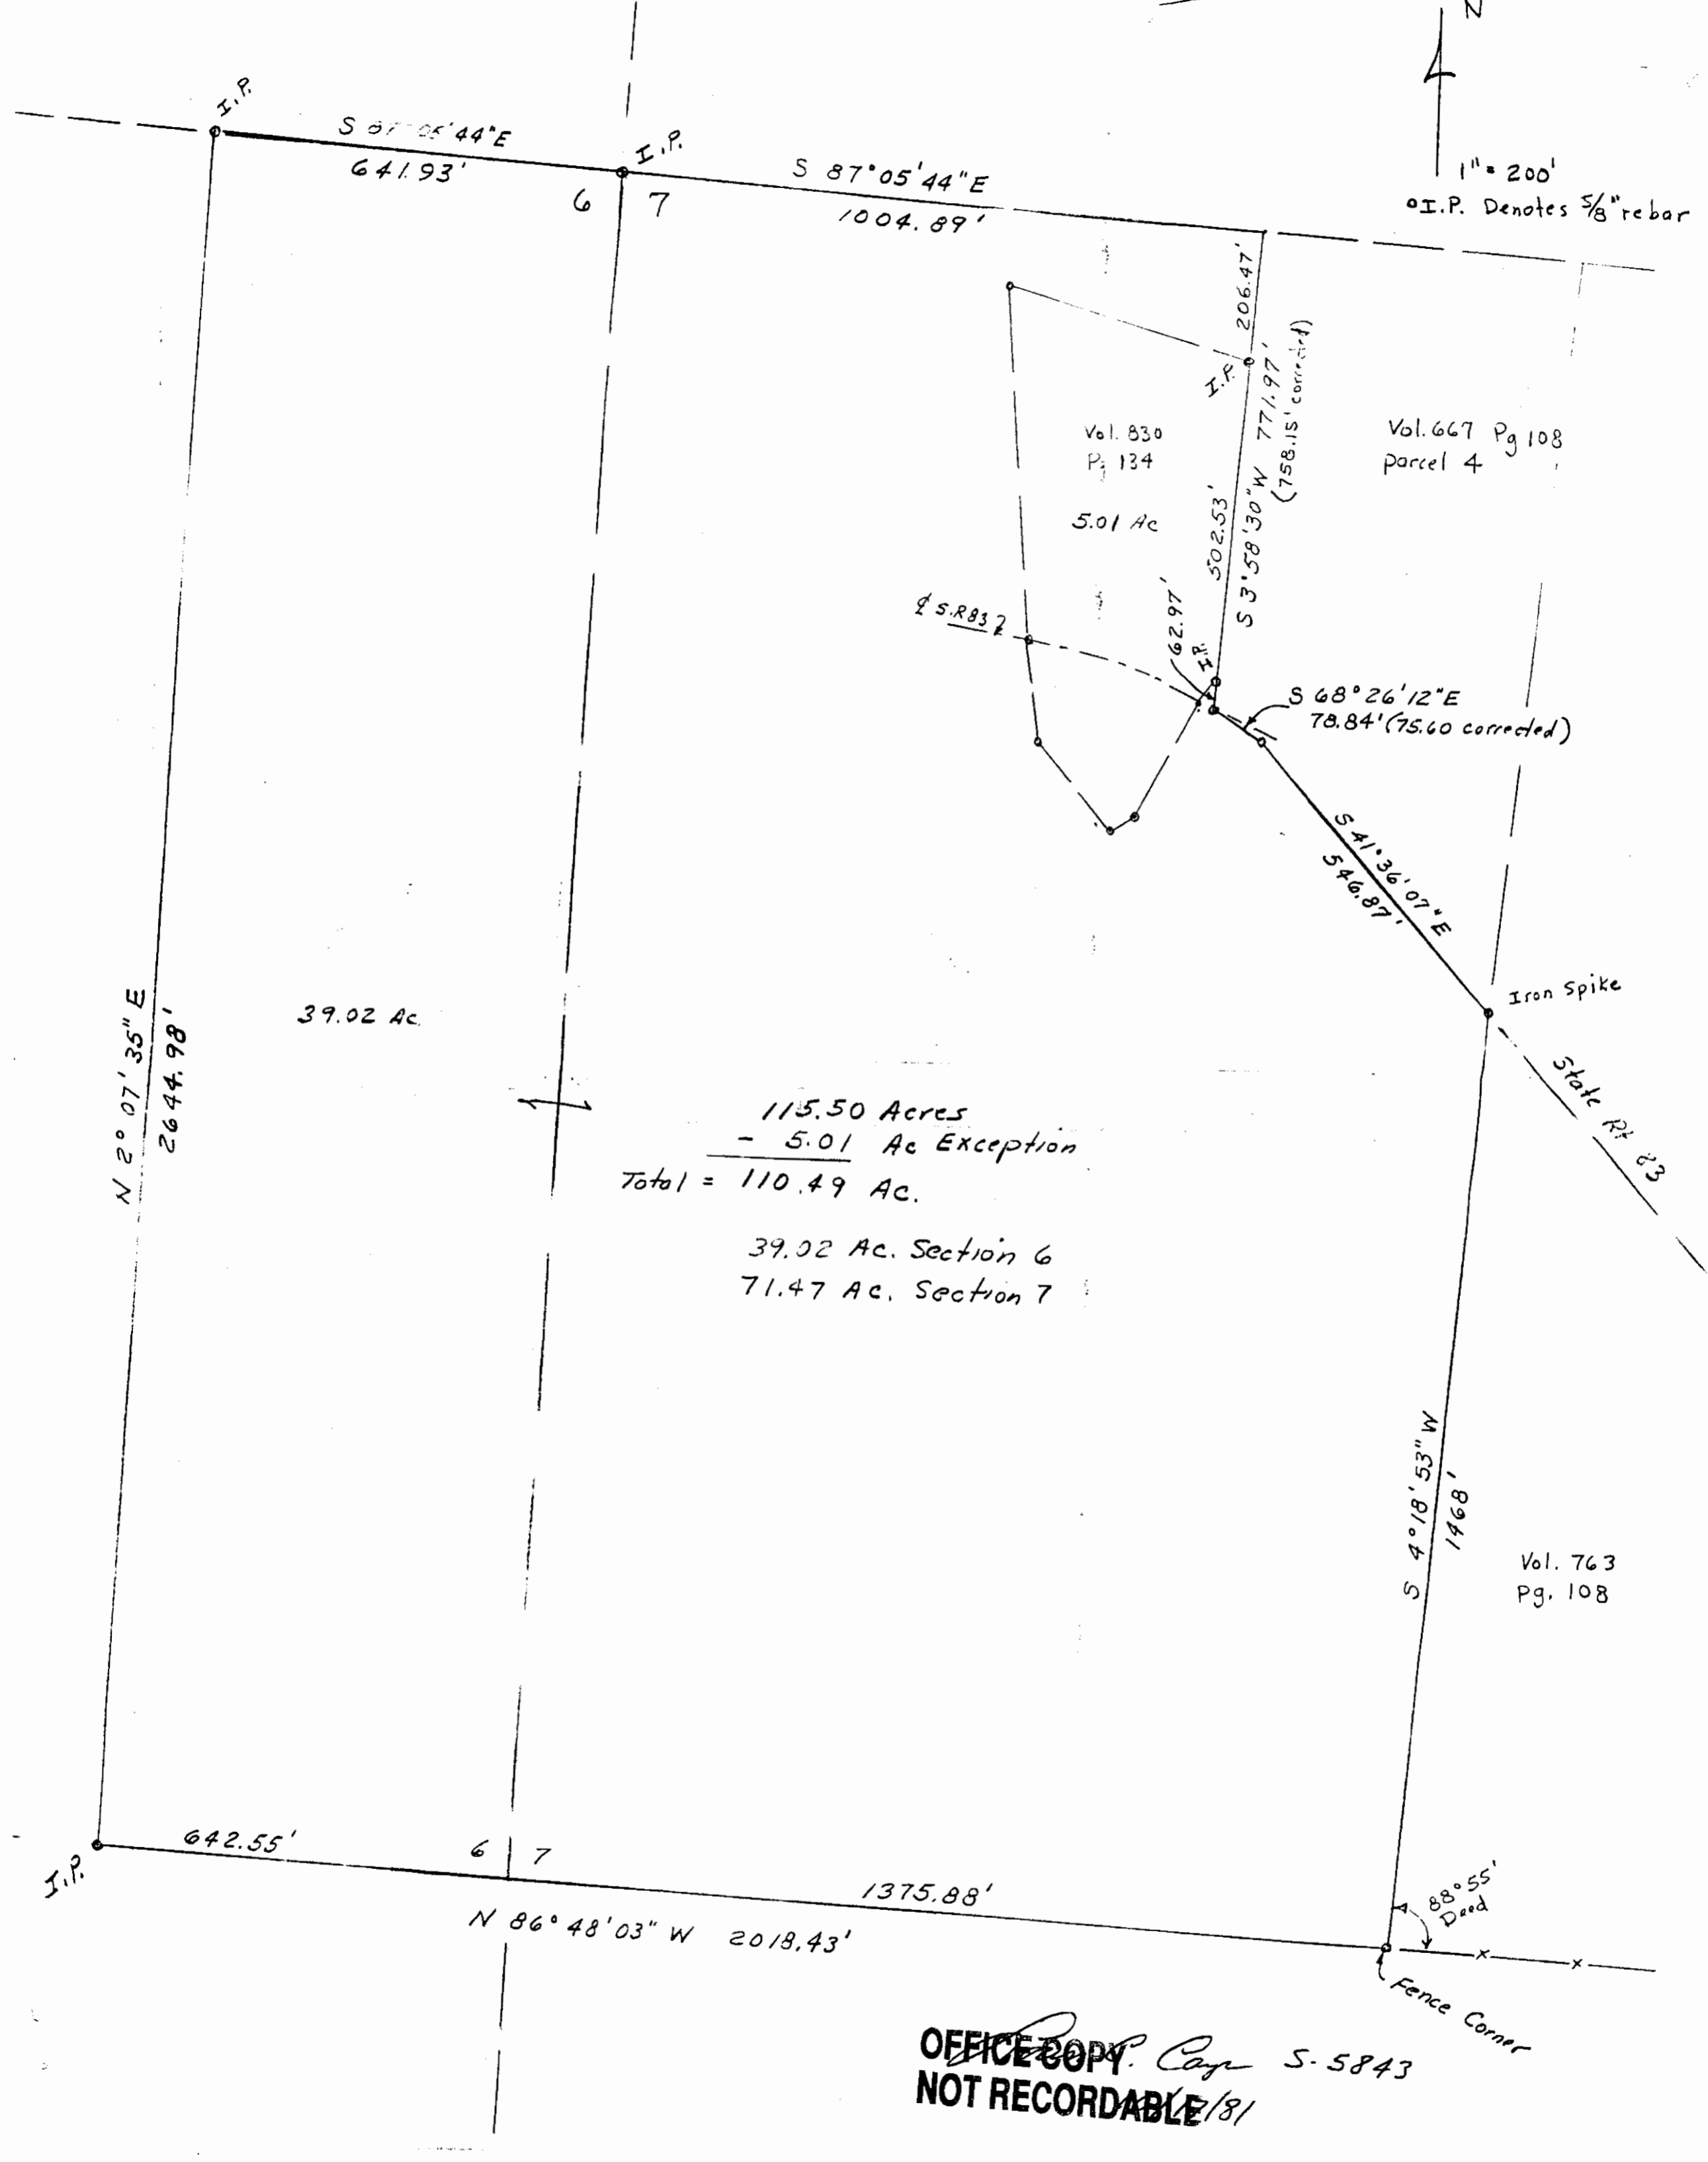 N
1" = 200'
o I.P. Denotes 5/8" rebar
I.P.
S 87°05'44"E
641.93'
I.P.
6 7
S 87°05'44"E
1004.89'
206.47'
I.P.
S 3°58'30"W 771.97'
(758.15' corrected)
502.53'
Vol. 830
Pg 134
5.01 Ac
Vol. 667 Pg 108
parcel 4
℄ S.R 83
62.97'
I.P.
S 68°26'12"E
78.84' (75.60 corrected)
S 41°36'07"E
546.87'
Iron Spike
State Rt 83
N 2°07'35" E
2644.98'
39.02 Ac.
115.50 Acres
- 5.01 Ac Exception
Total = 110.49 Ac.
39.02 Ac. Section 6
71.47 Ac. Section 7
S 4°18'53" W
1468'
Vol. 763
Pg. 108
I.P.
642.55'
6 7
1375.88'
N 86°48'03" W 2018.43'
88°55'
Deed
Fence Corner
OFFICE COPY
NOT RECORDABLE
S-5843
/81